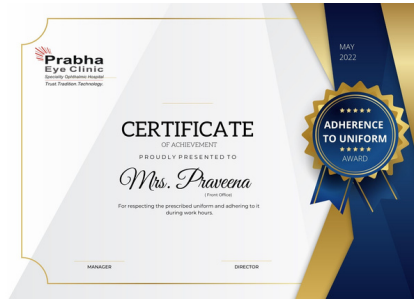 Prabha
Eye Clinic
Specialty Ophthalmic Hospital
Trust.Tradition.Technology.
MAY
2022
CERTIFICATE
OF ACHIEVEMENT
PROUDLY PRESENTED TO
Mrs. Praveena
( Front Office)
For respecting the prescribed uniform and adhering to it
during work hours.
ADHERENCE
TO UNIFORM
AWARD
MANAGER
DIRECTOR